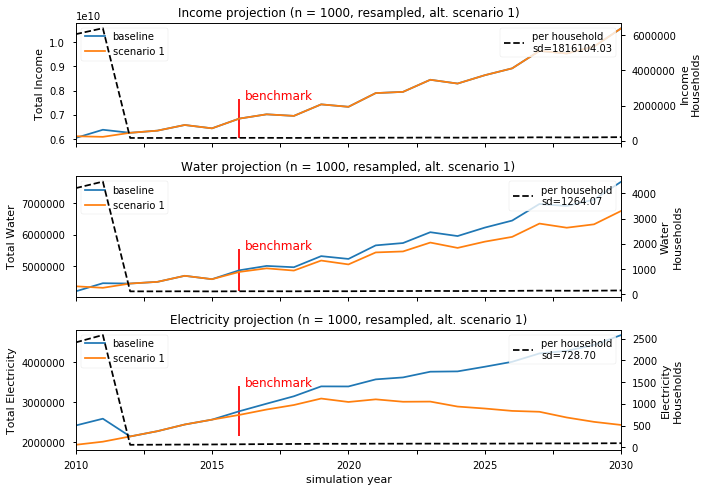 Income projection (n = 1000, resampled, alt. scenario 1)
1e10
baseline
scenario 1
per household
sd=1816104.03
benchmark
1.0
0.9
0.8
0.7
0.6
Total Income
6000000
4000000
2000000
0
Income
Households
Water projection (n = 1000, resampled, alt. scenario 1)
baseline
scenario 1
per household
sd=1264.07
benchmark
7000000
6000000
5000000
Total Water
4000
3000
2000
1000
0
Water
Households
Electricity projection (n = 1000, resampled, alt. scenario 1)
baseline
scenario 1
per household
sd=728.70
benchmark
4000000
3000000
2000000
Total Electricity
2500
2000
1500
1000
500
0
Electricity
Households
2010
2015
2020
2025
2030
simulation year